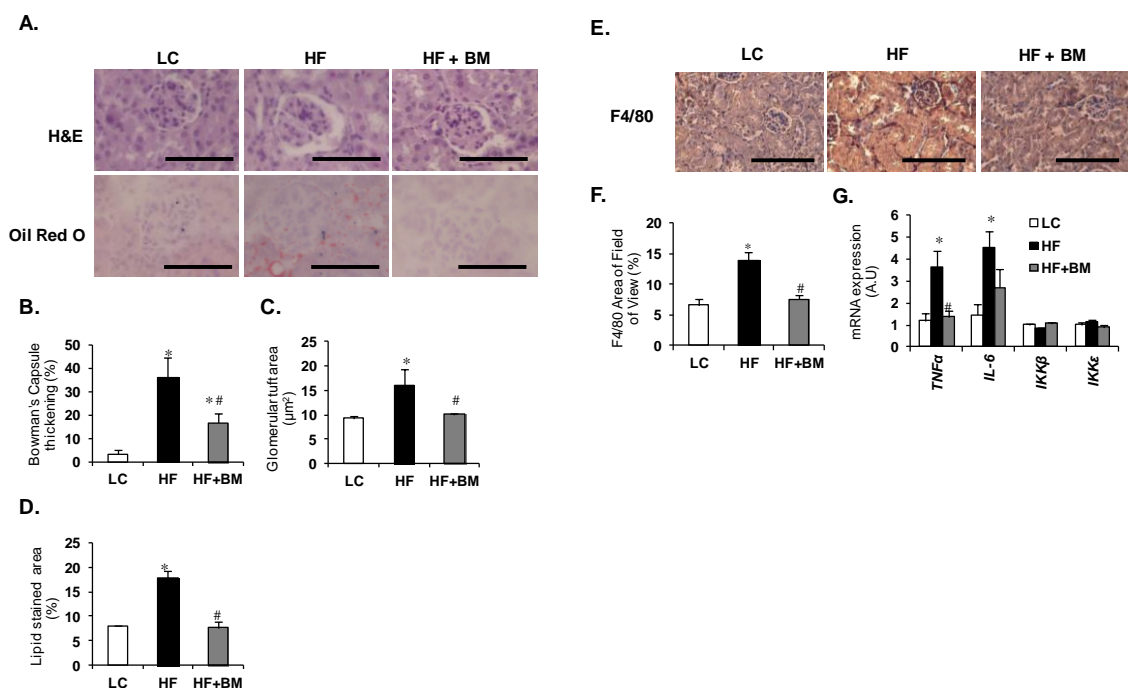 A.
LC HF HF + BM
H&E
Oil Red O
B.
Bowman's Capsule
thickening (%)
50
40
30
20
10
0
*
* #
LC HF HF+BM
C.
Glomerular tuft area
(µm²)
25
20
15
10
5
0
*
#
LC HF HF+BM
D.
Lipid stained area
(%)
25
20
15
10
5
0
*
#
LC HF HF+BM
E.
LC HF HF + BM
F4/80
F.
F4/80 Area of Field
of View (%)
20
15
10
5
0
*
#
LC HF HF+BM
G.
mRNA expression
(A.U)
6
5
4
3
2
1
0
*
#
*
LC
HF
HF+BM
TNFα IL-6 IKKβ IKKε